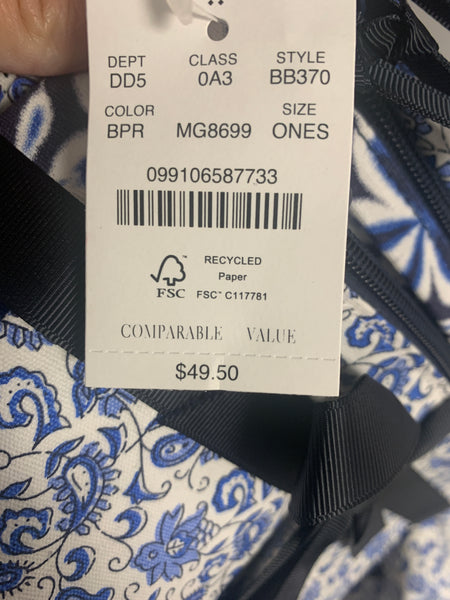 DEPT CLASS STYLE
DD5 0A3 BB370
COLOR SIZE
BPR MG8699 ONES
099106587733
RECYCLED
Paper
FSC FSC™ C117781
COMPARABLE VALUE
$49.50